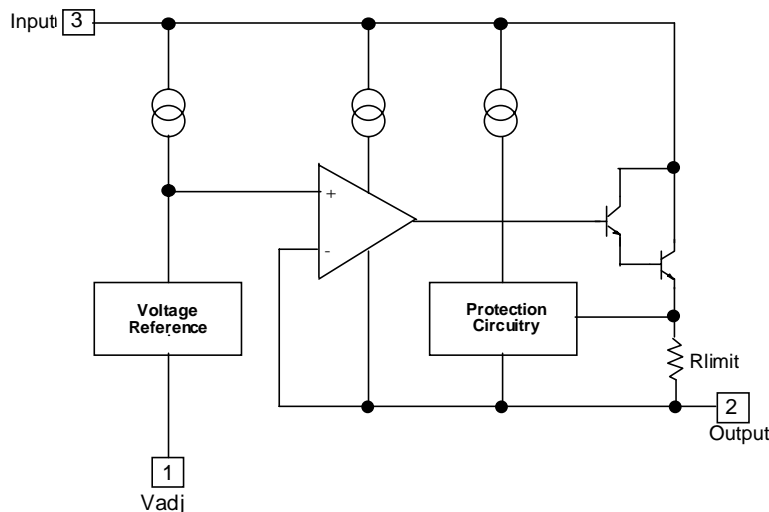 Input 3
+
-
Voltage
Reference
Protection
Circuitry
Rlimit
2
Output
1
Vadj